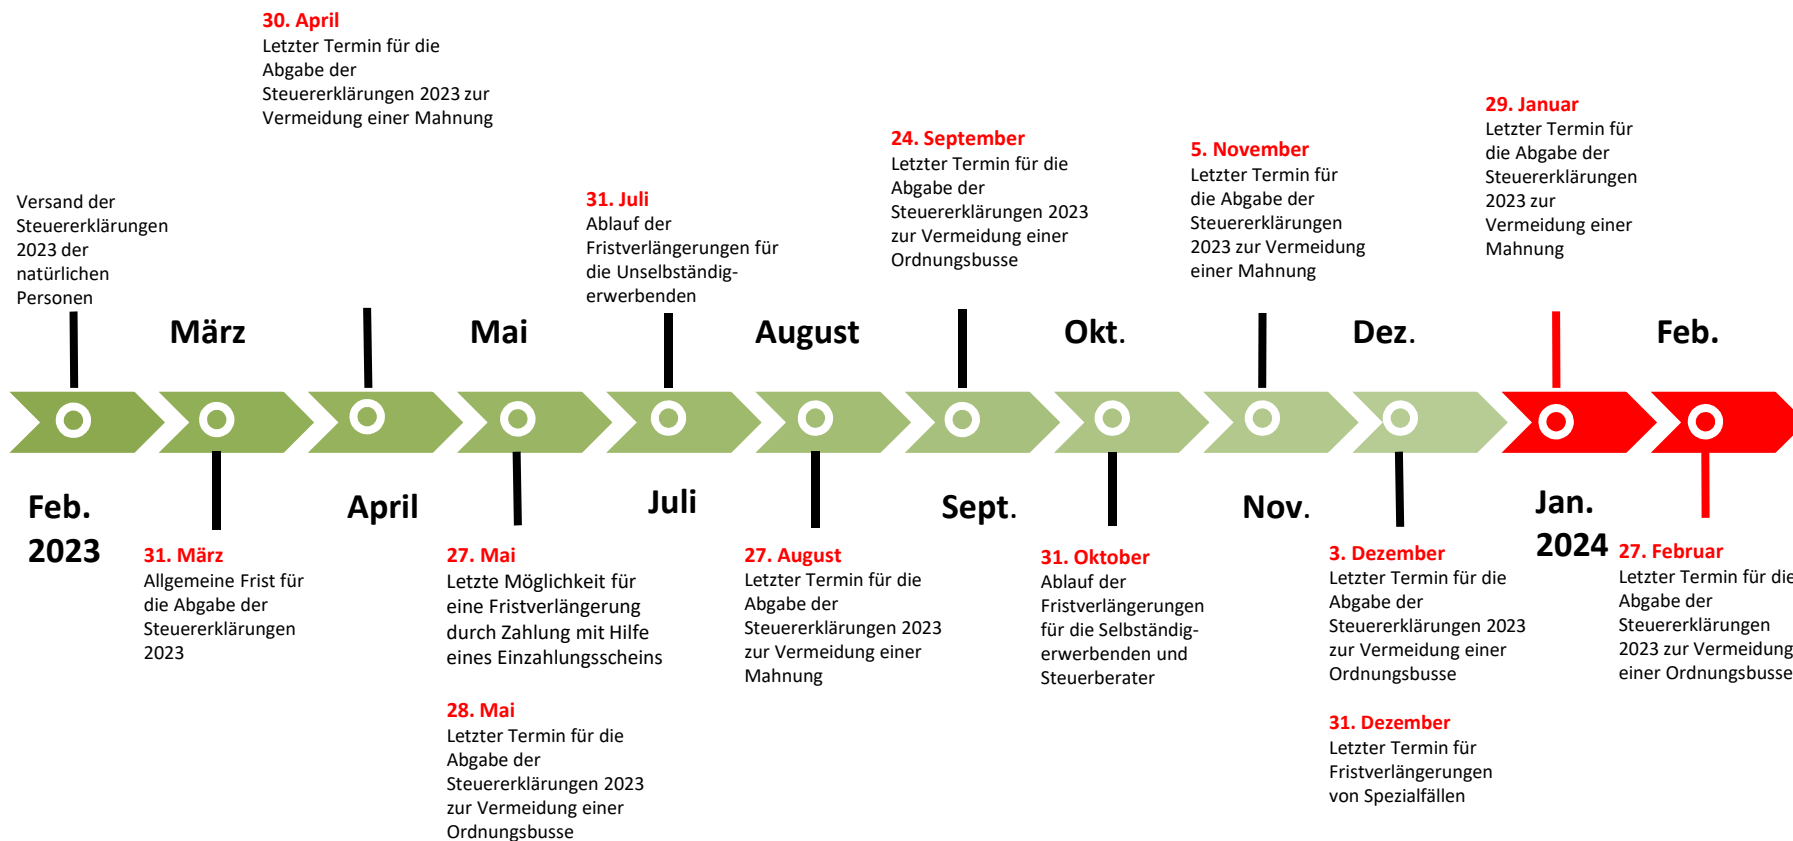 30. April
Letzter Termin für die
Abgabe der
Steuererklärungen 2023 zur
Vermeidung einer Mahnung
29. Januar
Letzter Termin für
die Abgabe der
Steuererklärungen
2023 zur
Vermeidung einer
Mahnung
24. September
Letzter Termin für die
Abgabe der
Steuererklärungen 2023
zur Vermeidung einer
Ordnungsbusse
5. November
Letzter Termin für
die Abgabe der
Steuererklärungen
2023 zur Vermeidung
einer Mahnung
Versand der
Steuererklärungen
2023 der
natürlichen
Personen
31. Juli
Ablauf der
Fristverlängerungen für
die Unselbständig-
erwerbenden
März
Mai
August
Okt.
Dez.
Feb.
Feb.
2023
April
Juli
Sept.
Nov.
Jan.
2024
31. März
Allgemeine Frist für
die Abgabe der
Steuererklärungen
2023
27. Mai
Letzte Möglichkeit für
eine Fristverlängerung
durch Zahlung mit Hilfe
eines Einzahlungsscheins
28. Mai
Letzter Termin für die
Abgabe der
Steuererklärungen 2023
zur Vermeidung einer
Ordnungsbusse
27. August
Letzter Termin für die
Abgabe der
Steuererklärungen 2023
zur Vermeidung einer
Mahnung
31. Oktober
Ablauf der
Fristverlängerungen
für die Selbständig-
erwerbenden und
Steuerberater
3. Dezember
Letzter Termin für die
Abgabe der
Steuererklärungen 2023
zur Vermeidung einer
Ordnungsbusse
31. Dezember
Letzter Termin für
Fristverlängerungen
von Spezialfällen
27. Februar
Letzter Termin für die
Abgabe der
Steuererklärungen
2023 zur Vermeidung
einer Ordnungsbusse